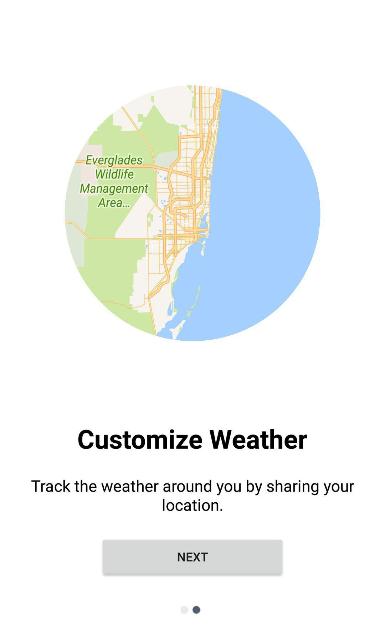 Everglades
Wildlife
Management
Area...
Customize Weather
Track the weather around you by sharing your
location.
NEXT